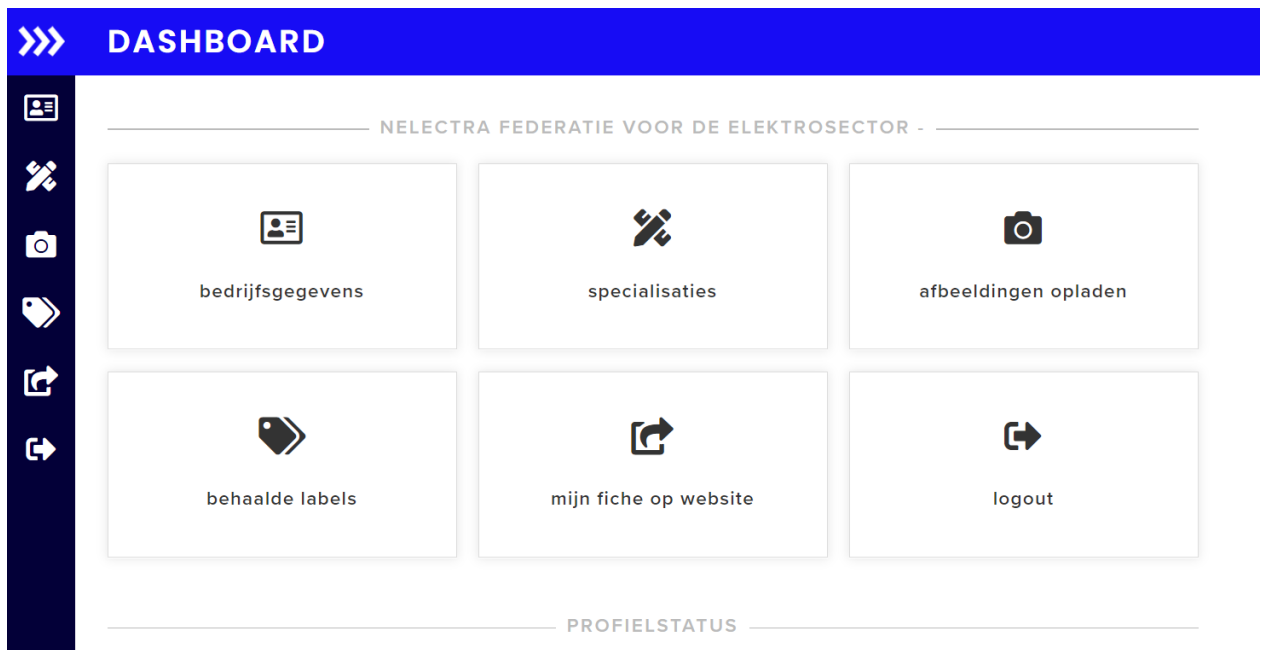 DASHBOARD
NELECTRA FEDERATIE VOOR DE ELEKTROSECTOR -
bedrijfsgegevens
specialisaties
afbeeldingen opladen
behaalde labels
mijn fiche op website
logout
PROFIELSTATUS